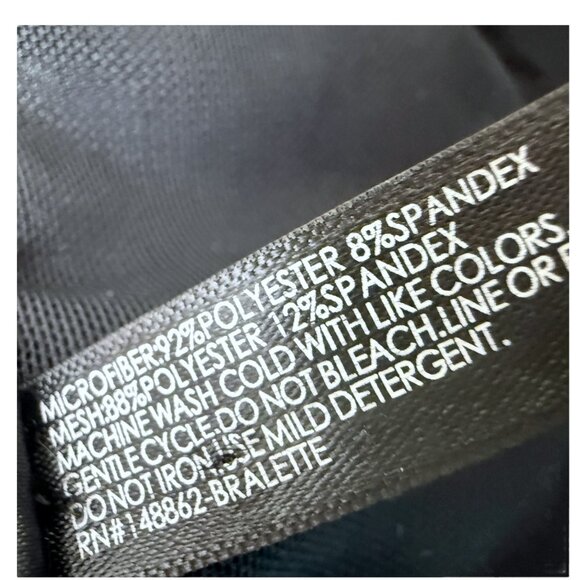 MICROFIBER:92%POLYESTER 8%SPANDEX
MESH:88%POLYESTER 12%SPANDEX
MACHINE WASH COLD WITH LIKE COLORS.
GENTLE CYCLE DO NOT BLEACH.LINE OR
DO NOT IRON.USE MILD DETERGENT.
RN#148862 BRALETTE